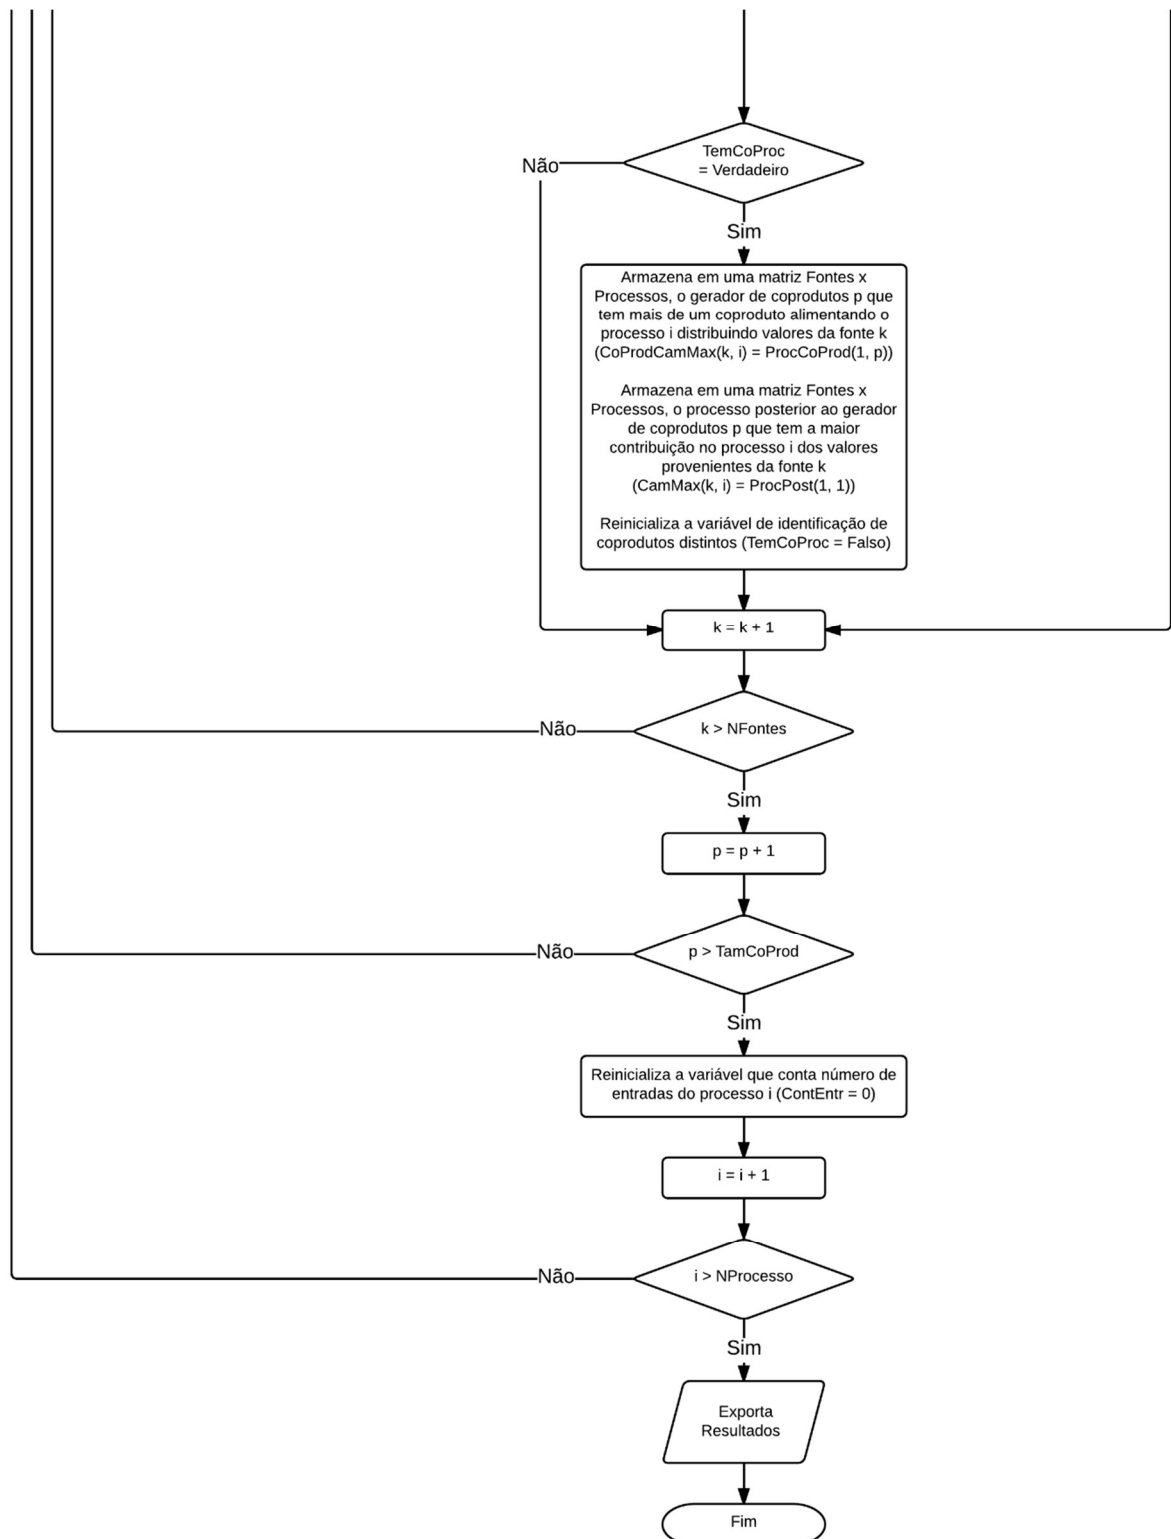 TemCoProc
= Verdadeiro
Não
Sim
Armazena em uma matriz Fontes x
Processos, o gerador de coprodutos p que
tem mais de um coproduto alimentando o
processo i distribuindo valores da fonte k
(CoProdCamMax(k, i) = ProcCoProd(1, p))
Armazena em uma matriz Fontes x
Processos, o processo posterior ao gerador
de coprodutos p que tem a maior
contribuição no processo i dos valores
provenientes da fonte k
(CamMax(k, i) = ProcPost(1, 1))
Reinicializa a variável de identificação de
coprodutos distintos (TemCoProc = Falso)
k = k + 1
Não
k > NFontes
Sim
p = p + 1
Não
p > TamCoProd
Sim
Reinicializa a variável que conta número de
entradas do processo i (ContEntr = 0)
i = i + 1
Não
i > NProcesso
Sim
Exporta
Resultados
Fim